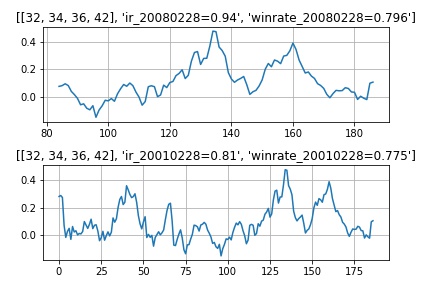 [[32, 34, 36, 42], 'ir_20080228=0.94', 'winrate_20080228=0.796']
0.4
0.2
0.0
80 100 120 140 160 180
[[32, 34, 36, 42], 'ir_20010228=0.81', 'winrate_20010228=0.775']
0.4
0.2
0.0
0 25 50 75 100 125 150 175